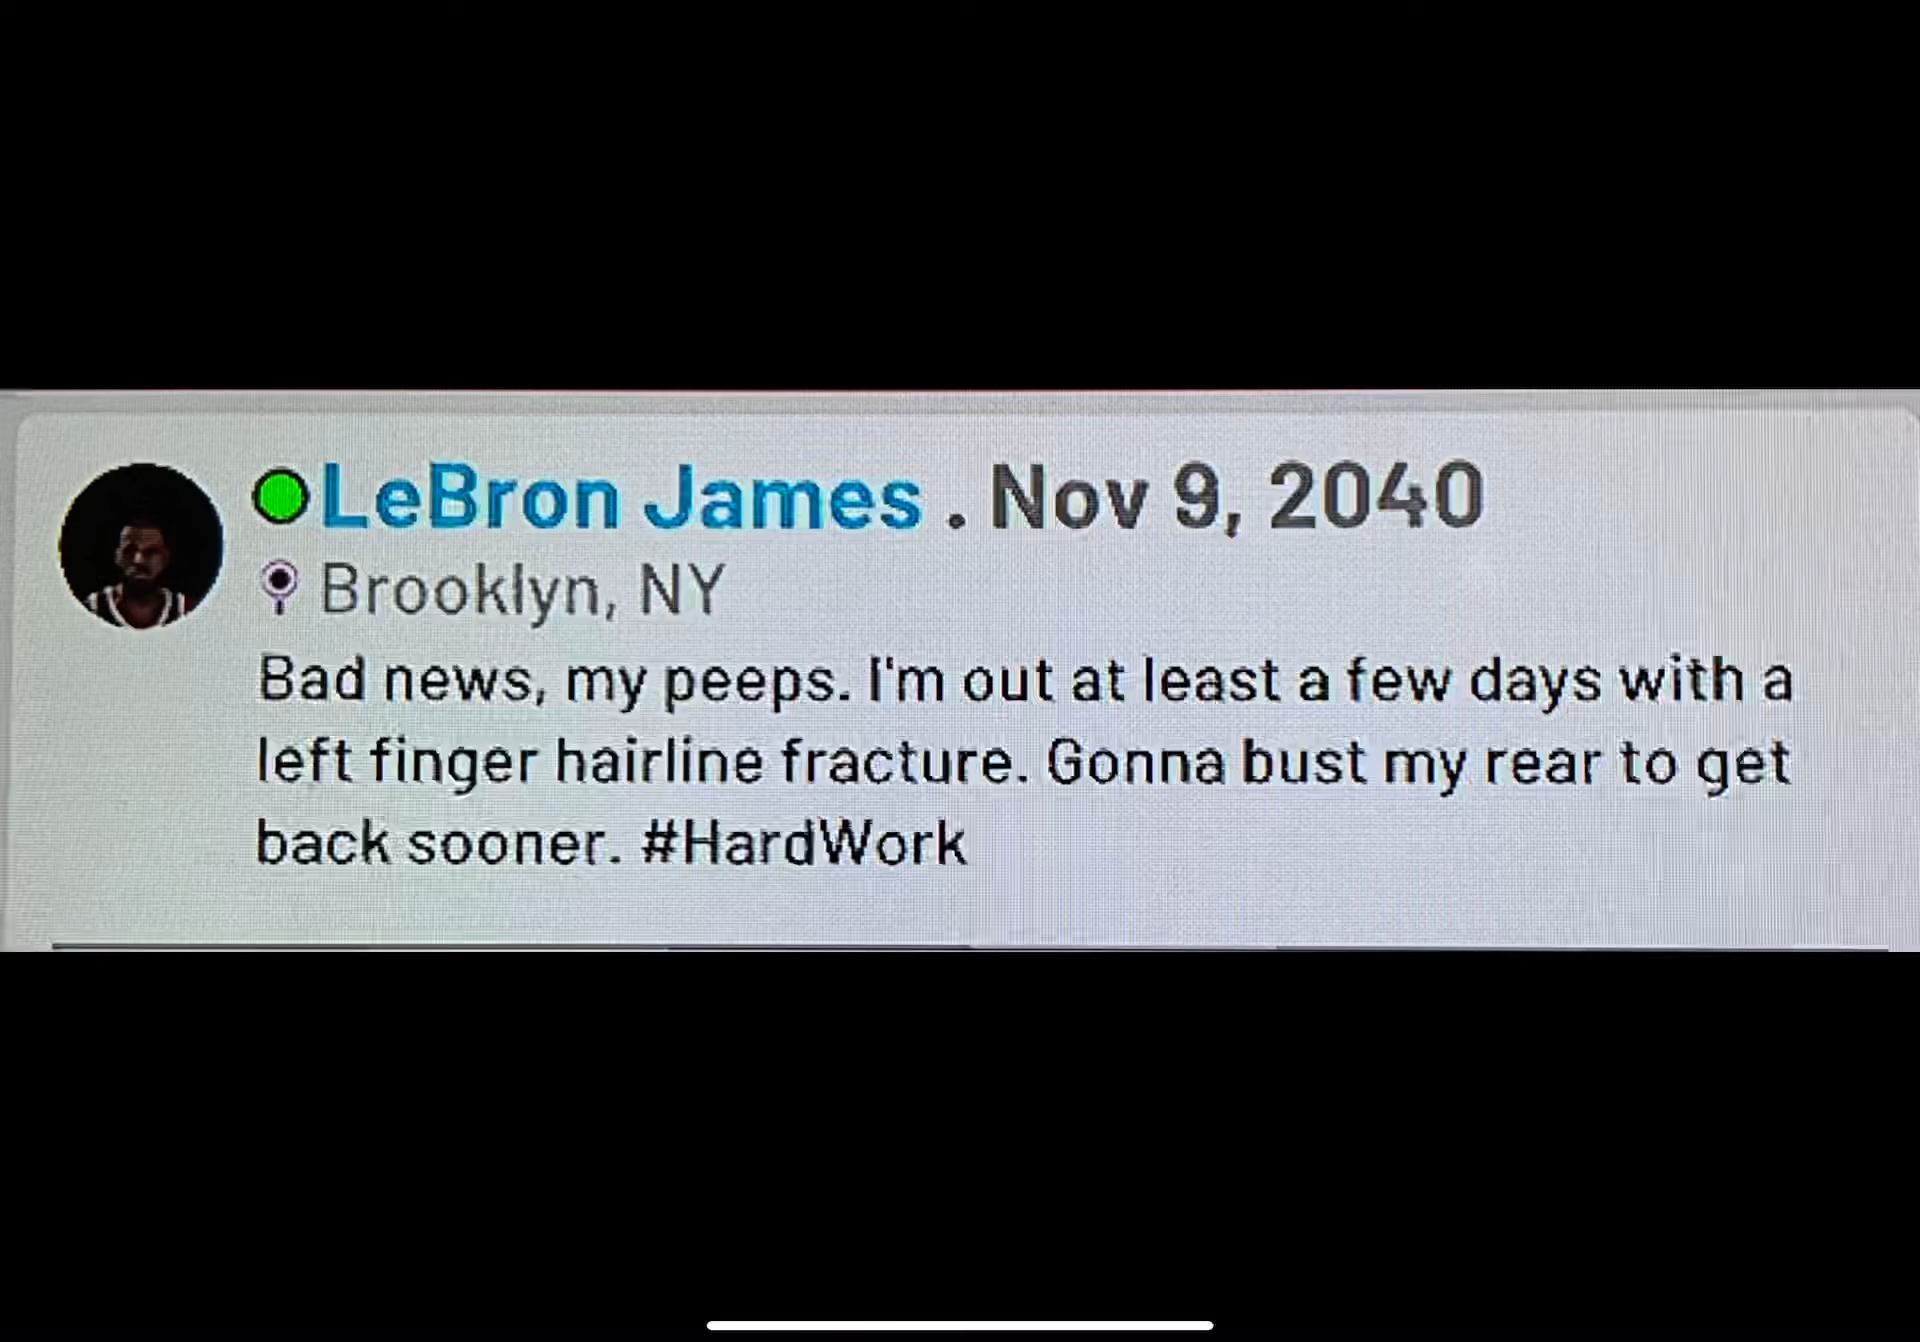 LeBron James . Nov 9, 2040
Brooklyn, NY
Bad news, my peeps. I'm out at least a few days with a
left finger hairline fracture. Gonna bust my rear to get
back sooner. #HardWork